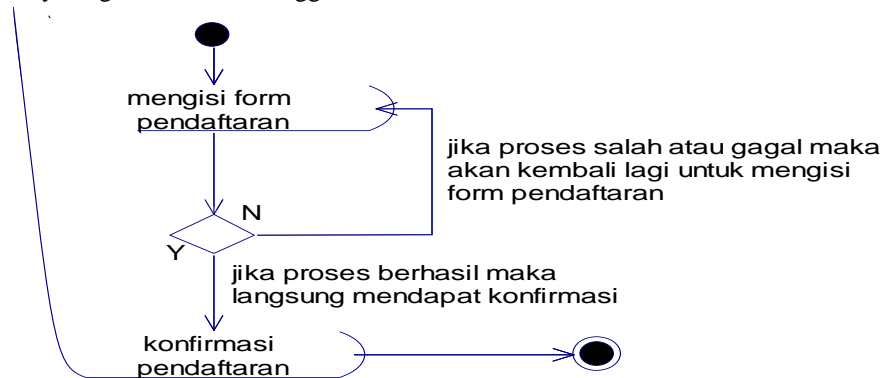 mengisi form
pendaftaran
jika proses salah atau gagal maka
akan kembali lagi untuk mengisi
form pendaftaran
N
Y
jika proses berhasil maka
langsung mendapat konfirmasi
konfirmasi
pendaftaran